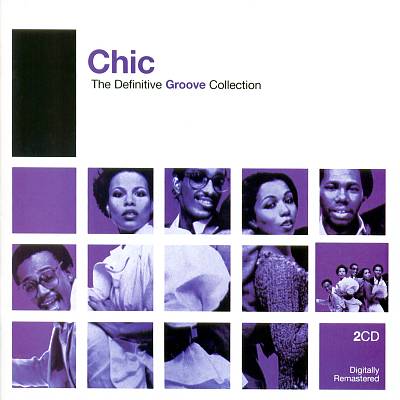 Chic
The Definitive Groove Collection
2CD
Digitally
Remastered